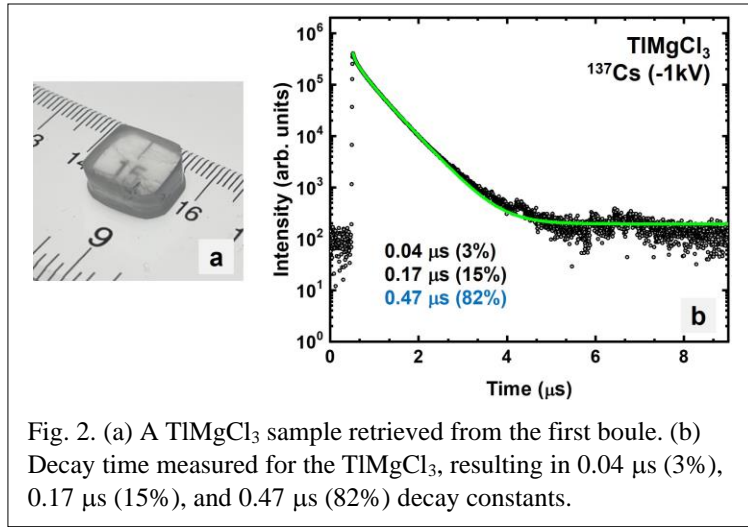 10⁶
10⁵
10⁴
10³
10²
10¹
10⁰
Intensity (arb. units)
TlMgCl₃
¹³⁷Cs (-1kV)
0.04 μs (3%)
0.17 μs (15%)
0.47 μs (82%)
b
0 2 4 6 8
Time (μs)
14
15
16
9
a
Fig. 2. (a) A TlMgCl₃ sample retrieved from the first boule. (b)
Decay time measured for the TlMgCl₃, resulting in 0.04 μs (3%),
0.17 μs (15%), and 0.47 μs (82%) decay constants.